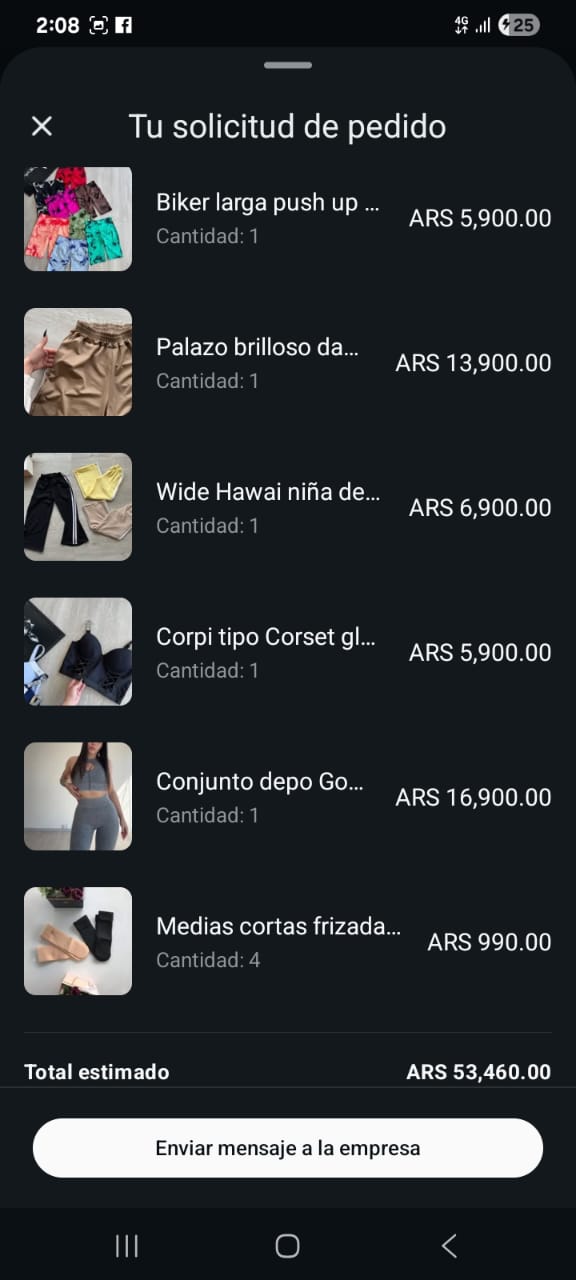 2:08
4G
25
Tu solicitud de pedido
Biker larga push up ...
ARS 5,900.00
Cantidad: 1
Palazo brilloso da...
ARS 13,900.00
Cantidad: 1
Wide Hawai niña de...
ARS 6,900.00
Cantidad: 1
Corpi tipo Corset gl...
ARS 5,900.00
Cantidad: 1
Conjunto depo Go...
ARS 16,900.00
Cantidad: 1
Medias cortas frizada...
ARS 990.00
Cantidad: 4
Total estimado
ARS 53,460.00
Enviar mensaje a la empresa